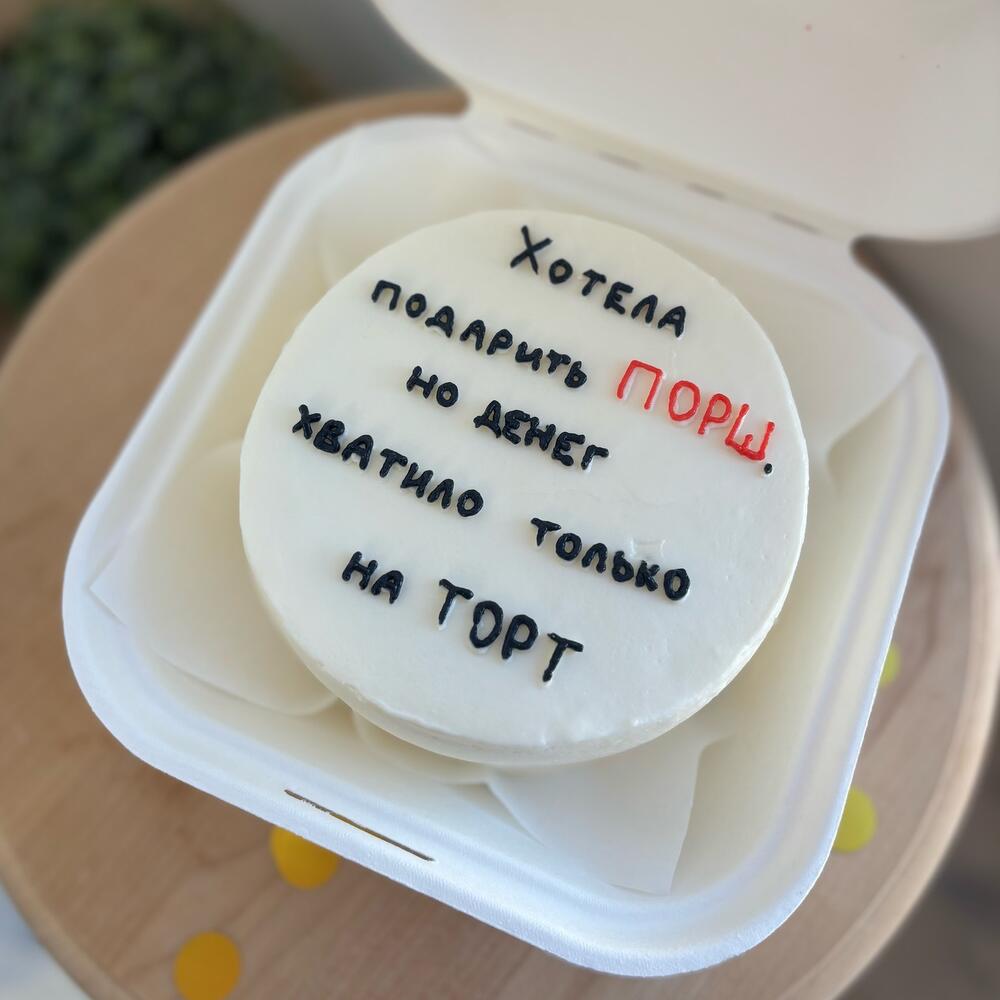 Хотела
подарить ПОРШ.
но денег
хватило только
на ТОРТ